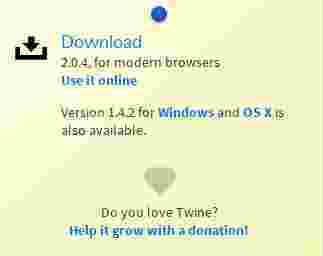 Download
2.0.4, for modern browsers
Use it online
Version 1.4.2 for Windows and OS X is
also available.
Do you love Twine?
Help it grow with a donation!